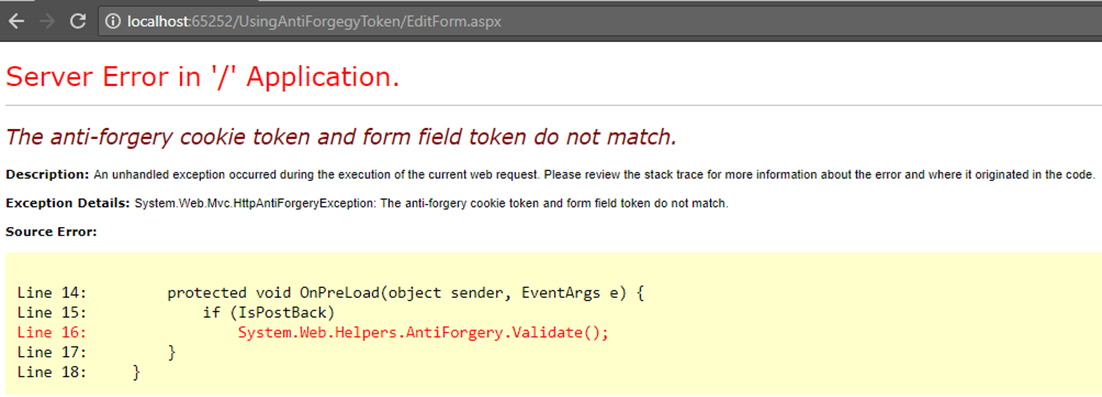 localhost:65252/UsingAntiForgegyToken/EditForm.aspx
Server Error in '/' Application.
The anti-forgery cookie token and form field token do not match.
Description: An unhandled exception occurred during the execution of the current web request. Please review the stack trace for more information about the error and where it originated in the code.
Exception Details: System.Web.Mvc.HttpAntiForgeryException: The anti-forgery cookie token and form field token do not match.
Source Error:
Line 14:         protected void OnPreLoad(object sender, EventArgs e) {
Line 15:             if (IsPostBack)
Line 16:                 System.Web.Helpers.AntiForgery.Validate();
Line 17:         }
Line 18:     }